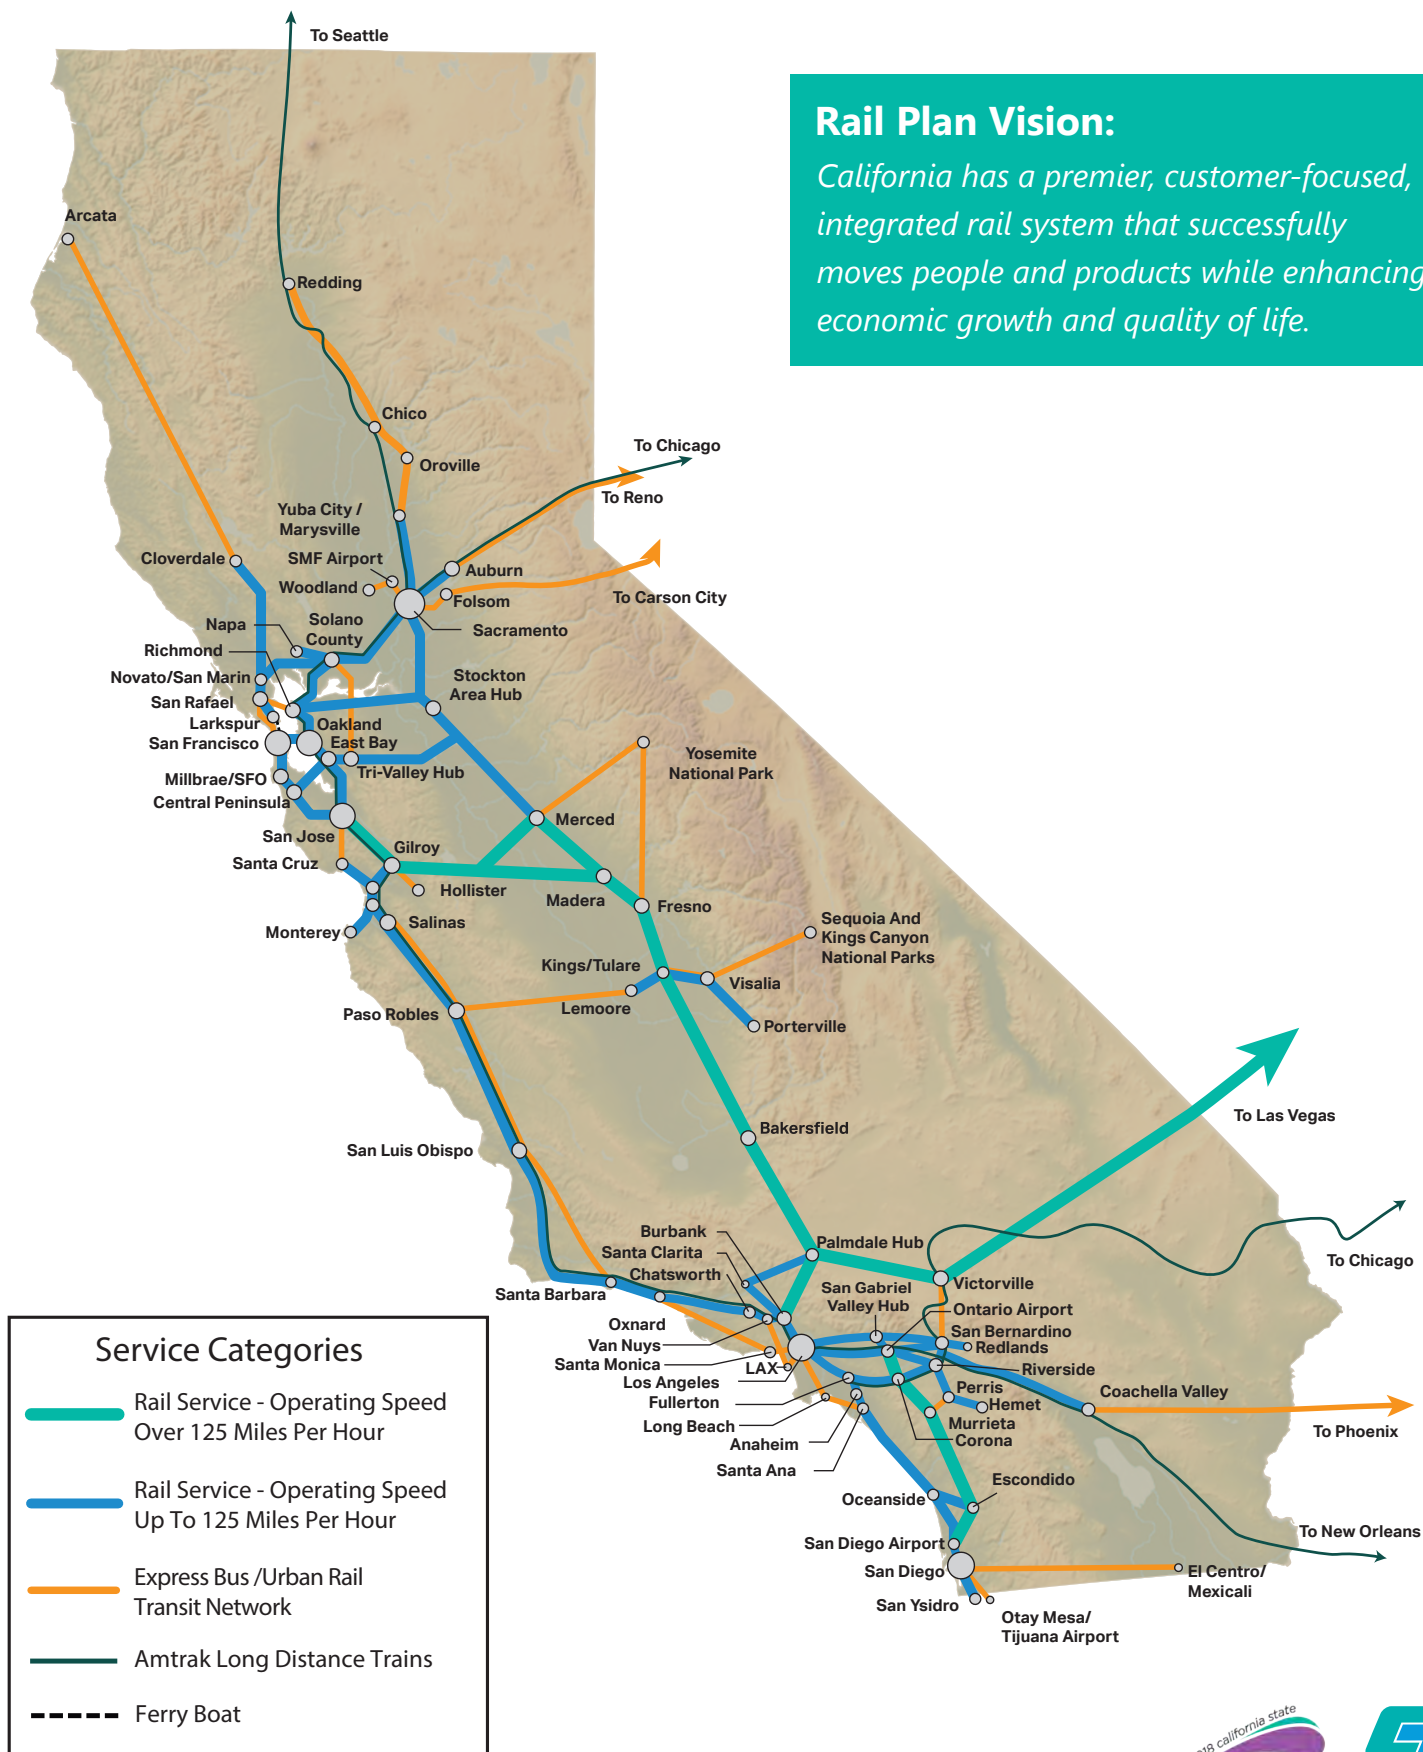 To Seattle
Rail Plan Vision:
California has a premier, customer-focused,
integrated rail system that successfully
moves people and products while enhancing
economic growth and quality of life.
Arcata
Redding
Chico
Oroville
To Chicago
To Reno
Yuba City /
Marysville
SMF Airport
Cloverdale
Auburn
Woodland
Folsom
To Carson City
Napa
Solano
County
Sacramento
Richmond
Novato/San Marin
Stockton
Area Hub
San Rafael
Larkspur
Oakland
San Francisco
East Bay
Yosemite
National Park
Millbrae/SFO
Tri-Valley Hub
Central Peninsula
Merced
San Jose
Gilroy
Santa Cruz
Hollister
Madera
Fresno
Salinas
Monterey
Sequoia And
Kings Canyon
National Parks
Kings/Tulare
Visalia
Lemoore
Paso Robles
Porterville
To Las Vegas
Bakersfield
San Luis Obispo
Burbank
Palmdale Hub
Santa Clarita
To Chicago
Chatsworth
Victorville
Santa Barbara
San Gabriel
Valley Hub
Ontario Airport
Oxnard
San Bernardino
Van Nuys
Redlands
Santa Monica
LAX
Riverside
Los Angeles
Perris
Coachella Valley
Fullerton
Hemet
Long Beach
Murrieta
To Phoenix
Anaheim
Corona
Santa Ana
Escondido
Oceanside
To New Orleans
San Diego Airport
San Diego
El Centro/
Mexicali
San Ysidro
Otay Mesa/
Tijuana Airport
Service Categories
Rail Service - Operating Speed
Over 125 Miles Per Hour
Rail Service - Operating Speed
Up To 125 Miles Per Hour
Express Bus /Urban Rail
Transit Network
Amtrak Long Distance Trains
Ferry Boat
california state